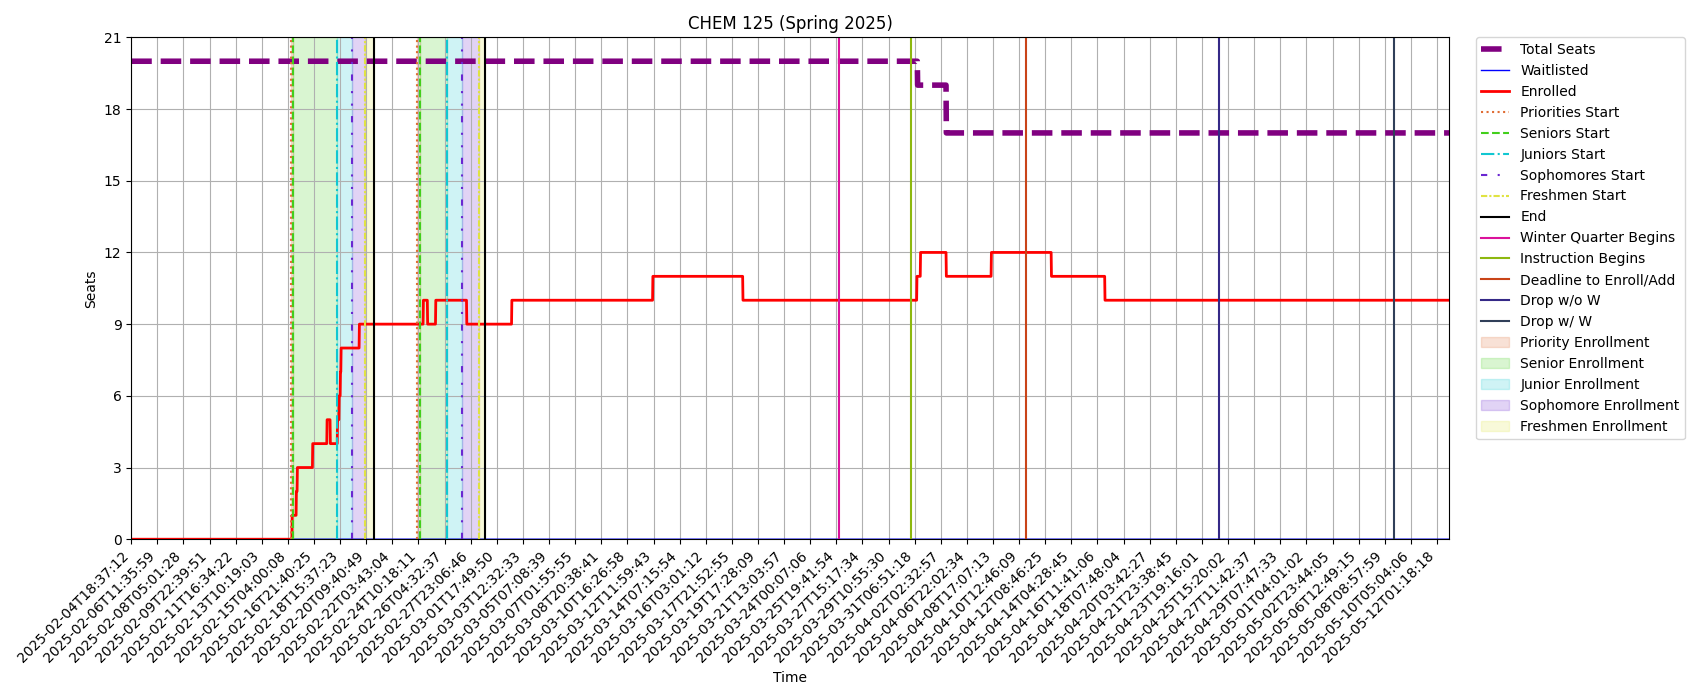 CHEM 125 (Spring 2025)
Seats
21
18
15
12
9
6
3
0
2025-02-04T18:37:12
2025-02-06T11:35:59
2025-02-08T05:01:28
2025-02-09T22:39:51
2025-02-11T16:34:22
2025-02-13T10:19:03
2025-02-15T04:00:08
2025-02-16T21:40:25
2025-02-18T15:37:23
2025-02-20T09:40:49
2025-02-22T03:43:04
2025-02-24T10:18:11
2025-02-26T04:32:37
2025-02-27T23:06:46
2025-03-01T17:49:50
2025-03-03T12:32:33
2025-03-05T07:08:39
2025-03-07T01:55:55
2025-03-08T20:38:41
2025-03-10T16:26:58
2025-03-12T11:59:43
2025-03-14T07:15:54
2025-03-16T03:01:12
2025-03-17T21:52:55
2025-03-19T17:28:09
2025-03-21T13:03:57
2025-03-24T00:07:06
2025-03-25T19:41:54
2025-03-27T15:17:34
2025-03-29T10:55:30
2025-03-31T06:51:18
2025-04-02T02:32:57
2025-04-06T22:02:34
2025-04-08T17:07:13
2025-04-10T12:46:09
2025-04-12T08:46:25
2025-04-14T04:28:45
2025-04-16T11:41:06
2025-04-18T07:48:04
2025-04-20T03:42:27
2025-04-21T23:38:45
2025-04-23T19:16:01
2025-04-25T15:20:02
2025-04-27T11:42:37
2025-04-29T07:47:33
2025-05-01T04:01:02
2025-05-02T23:44:05
2025-05-06T12:49:15
2025-05-08T08:57:59
2025-05-10T05:04:06
2025-05-12T01:18:18
Time
Total Seats
Waitlisted
Enrolled
Priorities Start
Seniors Start
Juniors Start
Sophomores Start
Freshmen Start
End
Winter Quarter Begins
Instruction Begins
Deadline to Enroll/Add
Drop w/o W
Drop w/ W
Priority Enrollment
Senior Enrollment
Junior Enrollment
Sophomore Enrollment
Freshmen Enrollment